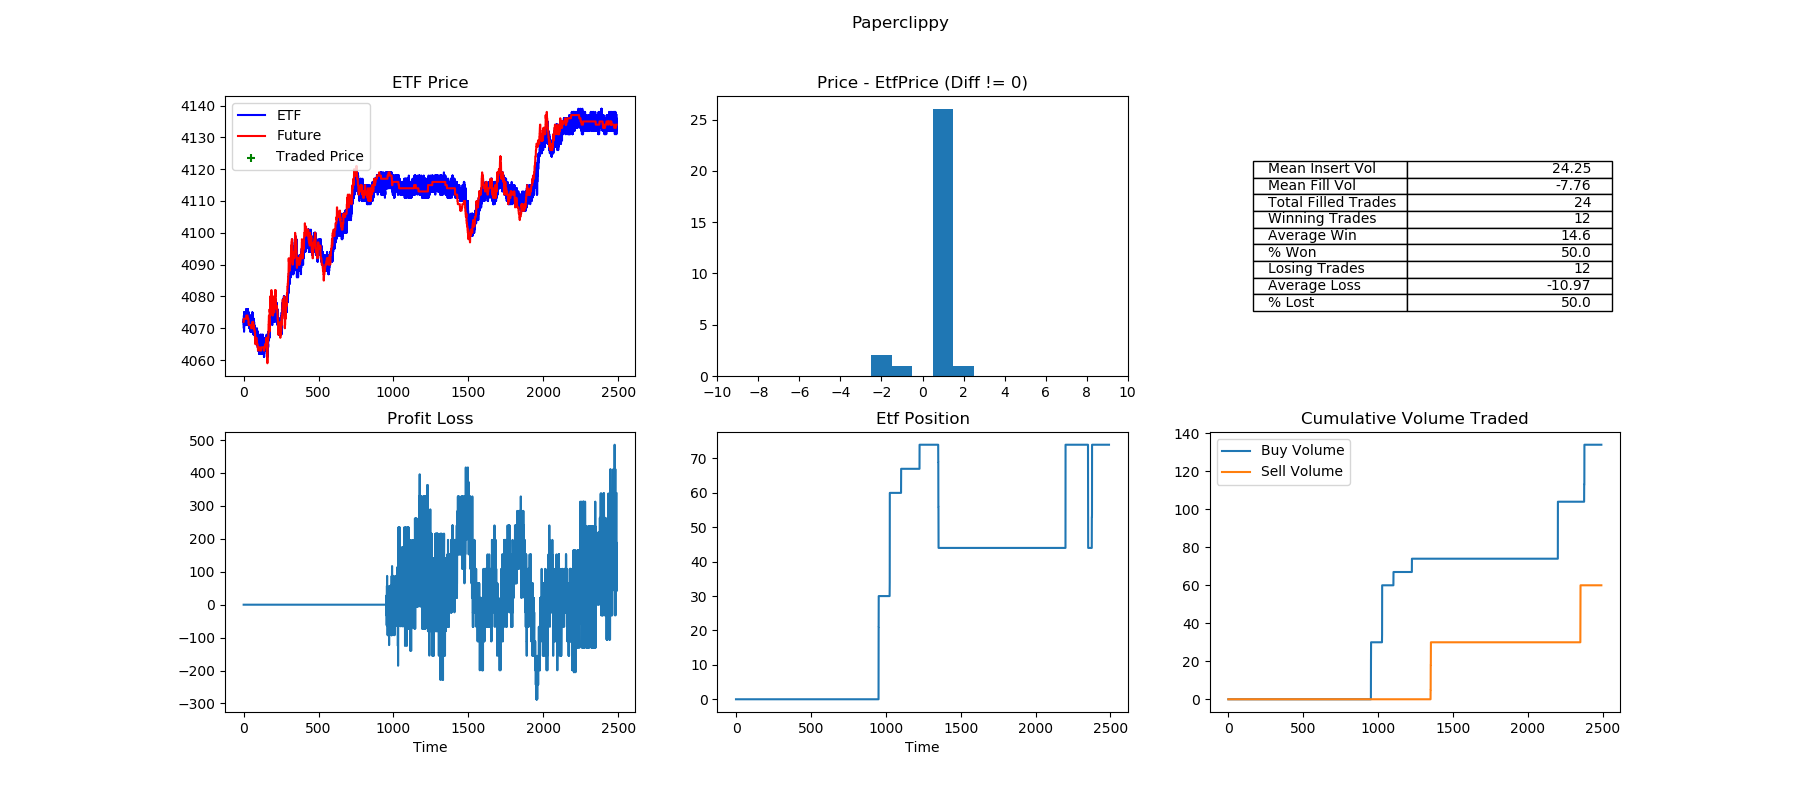 Paperclippy
ETF Price
4140
4130
4120
4110
4100
4090
4080
4070
4060
ETF
Future
Traded Price
0 500 1000 1500 2000 2500
Price - EtfPrice (Diff != 0)
25
20
15
10
5
0
−10 −8 −6 −4 −2 0 2 4 6 8 10
Mean Insert Vol 24.25
Mean Fill Vol -7.76
Total Filled Trades 24
Winning Trades 12
Average Win 14.6
% Won 50.0
Losing Trades 12
Average Loss -10.97
% Lost 50.0
Profit Loss
500
400
300
200
100
0
−100
−200
−300
0 500 1000 1500 2000 2500
Time
Etf Position
70
60
50
40
30
20
10
0
0 500 1000 1500 2000 2500
Time
Cumulative Volume Traded
140
120
100
80
60
40
20
0
Buy Volume
Sell Volume
0 500 1000 1500 2000 2500